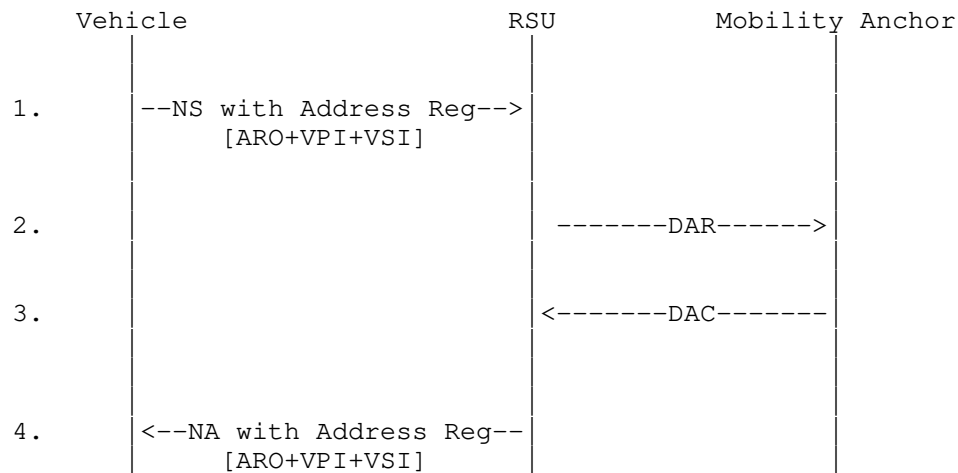 Vehicle RSU Mobility Anchor
1. --NS with Address Reg-->
[ARO+VPI+VSI]
2. -------DAR------>
3. <-------DAC-------
4. <--NA with Address Reg--
[ARO+VPI+VSI]